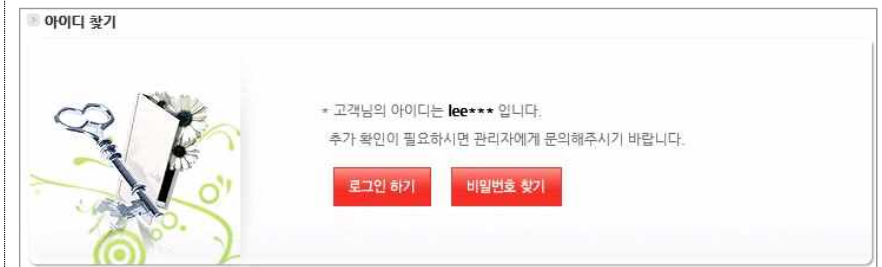 아이디 찾기
* 고객님의 아이디는 lee*** 입니다.
추가 확인이 필요하시면 관리자에게 문의해주시기 바랍니다.
로그인 하기 비밀번호 찾기